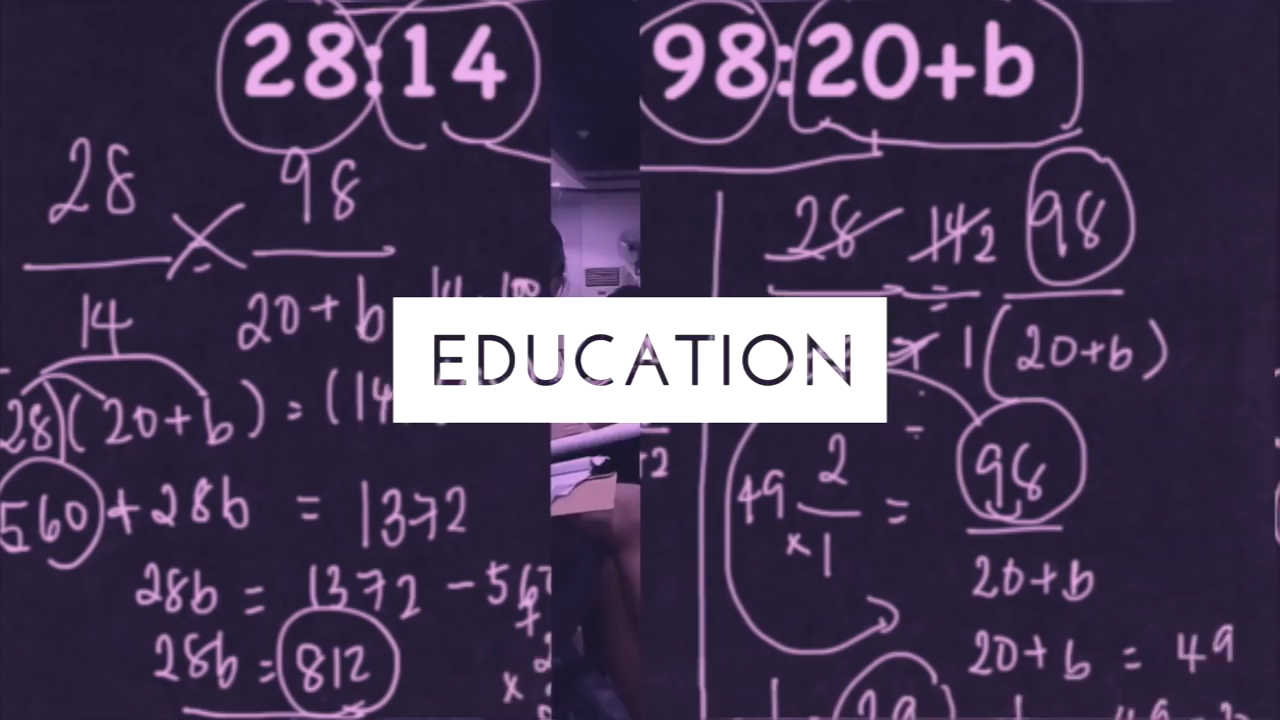 28:14
28 98
14 20+b
28(20+b) = (14
560+28b = 1372
28b = 1372 - 56
28b = 812
EDUCATION
98:20+b
28 14 2 98
1(20+b)
49 2 = 98
× 1 20+b
20+b = 49